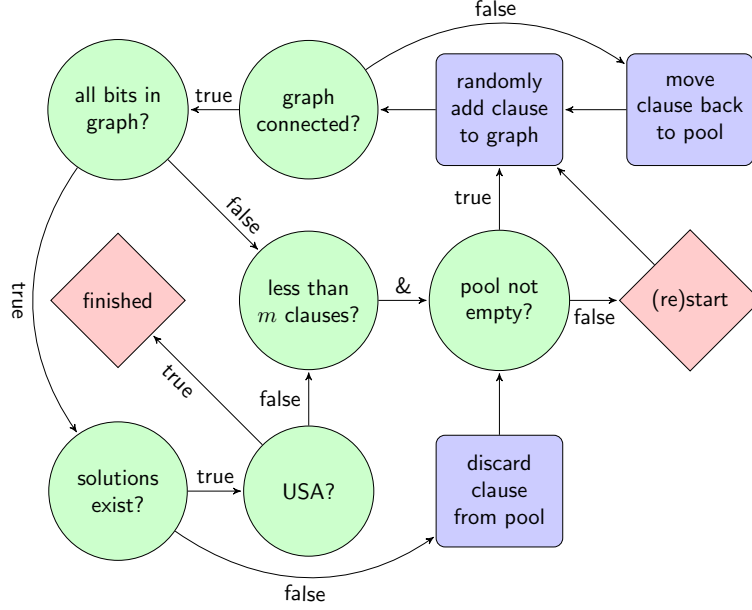 false
all bits in
graph?
true
graph
connected?
randomly
add clause
to graph
move
clause back
to pool
false
true
true
finished
less than
m clauses?
&
pool not
empty?
false
(re)start
true
false
solutions
exist?
true
USA?
discard
clause
from pool
false